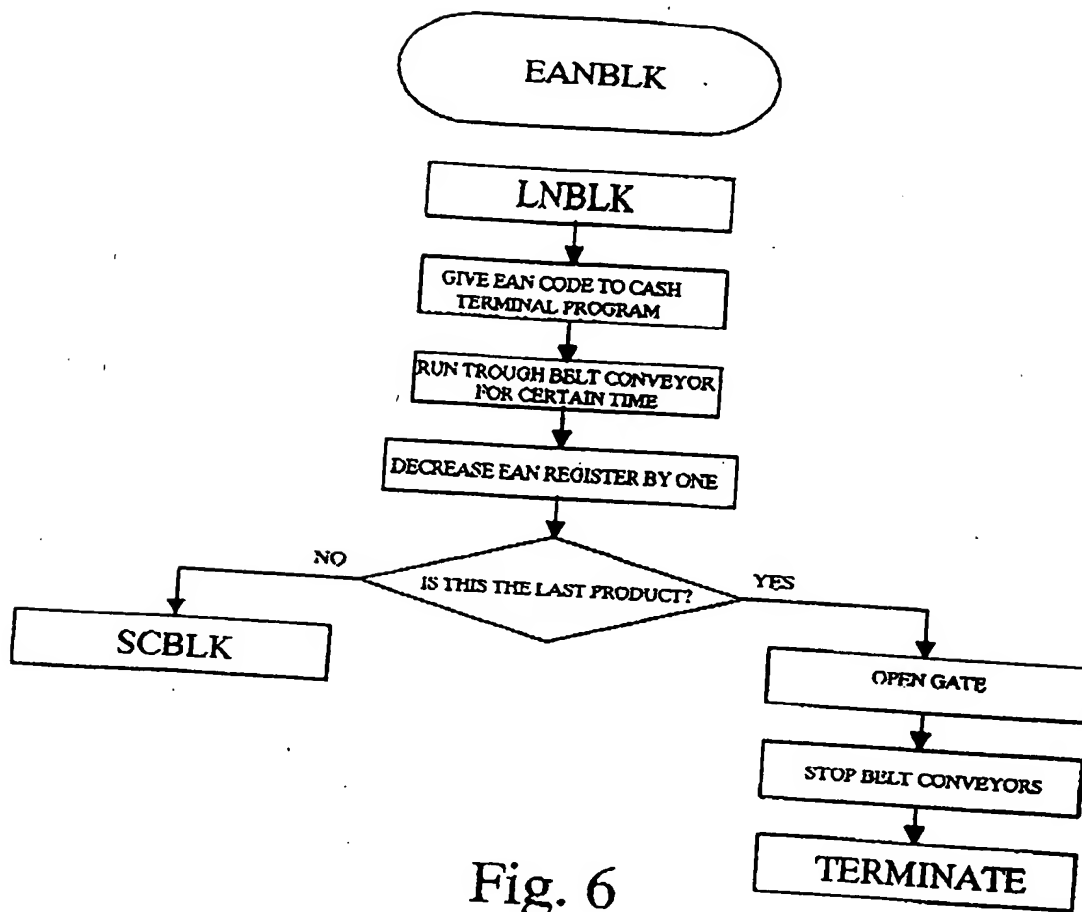 EANBLK
LNBLK
GIVE EAN CODE TO CASH
TERMINAL PROGRAM
RUN TROUGH BELT CONVEYOR
FOR CERTAIN TIME
DECREASE EAN REGISTER BY ONE
IS THIS THE LAST PRODUCT?
NO
YES
SCBLK
OPEN GATE
STOP BELT CONVEYORS
TERMINATE
Fig. 6